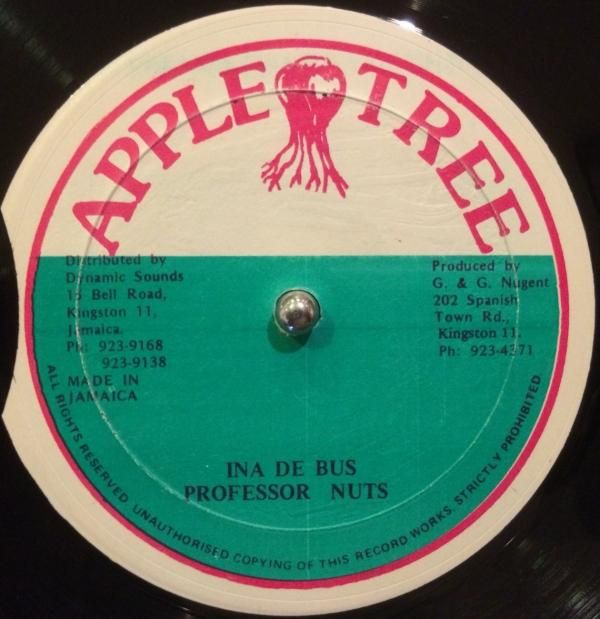 APPLE TREE
Distributed by
Dynamic Sounds
15 Bell Road,
Kingston 11,
Jamaica.
Ph: 923-9168
923-9138
MADE IN
JAMAICA
Produced by
G. & G. Nugent
202 Spanish
Town Rd.,
Kingston 11.
Ph: 923-4371
INA DE BUS
PROFESSOR NUTS
ALL RIGHTS RESERVED. UNAUTHORISED COPYING OF THIS RECORD WORKS, STRICTLY PROHIBITED.